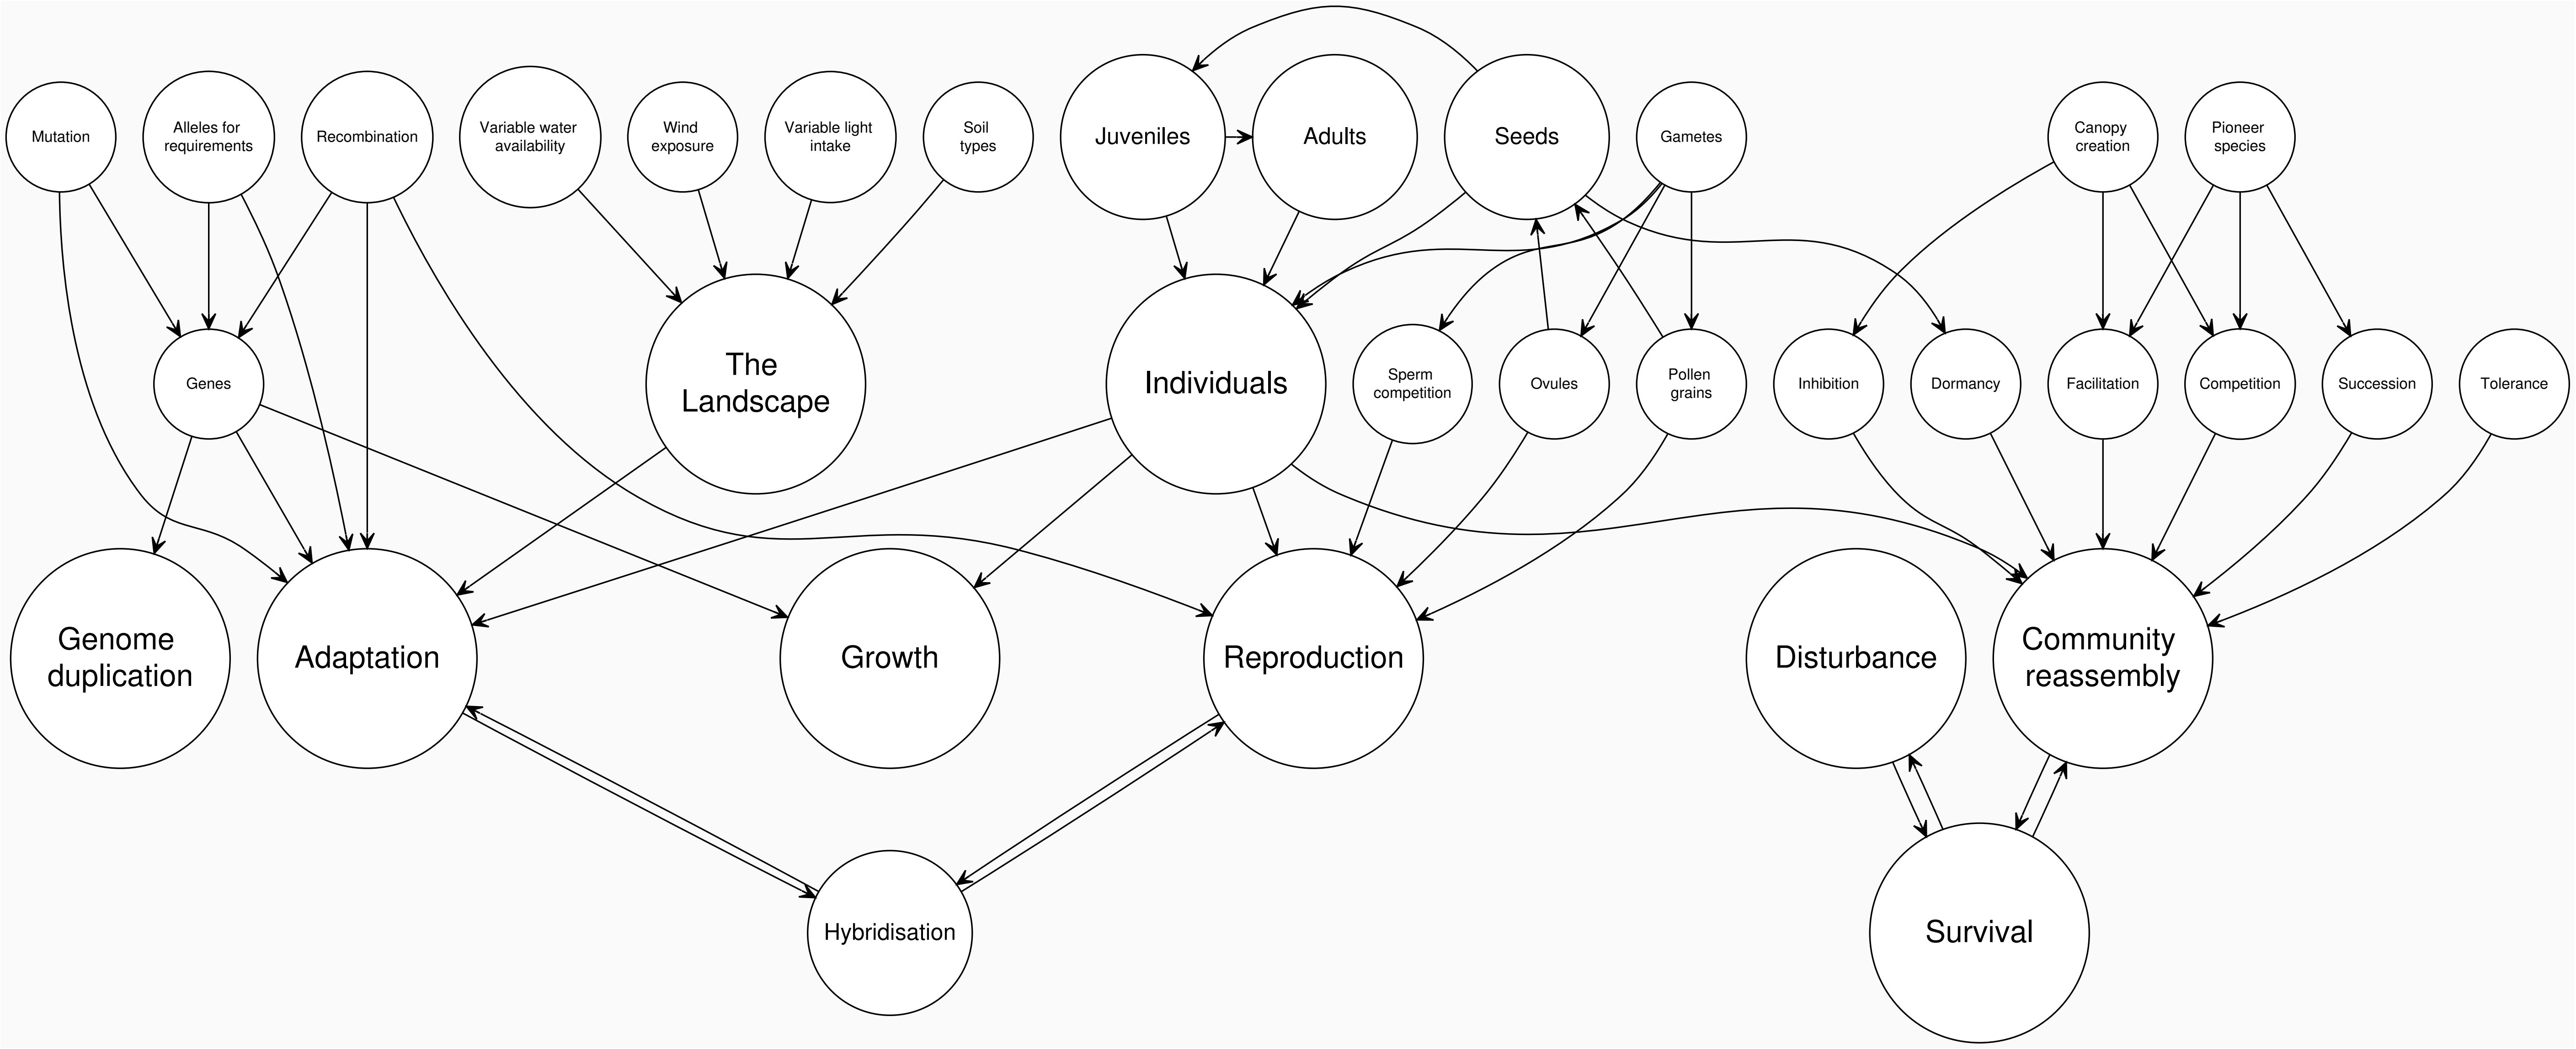 Mutation
Alleles for
requirements
Recombination
Variable water
availability
Wind
exposure
Variable light
intake
Soil
types
Juveniles
Adults
Seeds
Gametes
Canopy
creation
Pioneer
species
Genes
The
Landscape
Individuals
Sperm
competition
Ovules
Pollen
grains
Inhibition
Dormancy
Facilitation
Competition
Succession
Tolerance
Genome
duplication
Adaptation
Growth
Reproduction
Disturbance
Community
reassembly
Hybridisation
Survival